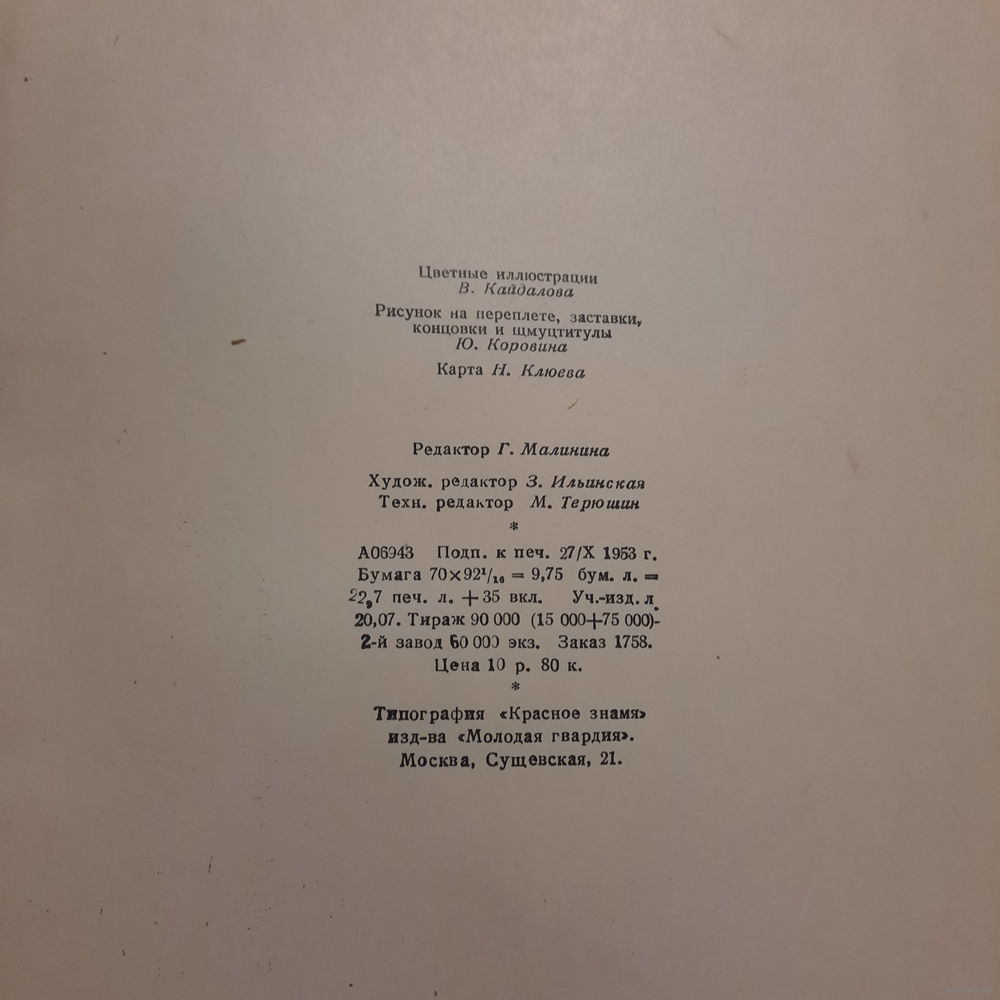 Цветные иллюстрации
В. Кайдалова
Рисунок на переплете, заставки,
концовки и щмуцтитулы
Ю. Коровина
Карта Н. Клюева
Редактор Г. Малинина
Худож. редактор З. Ильинская
Техн. редактор М. Терюшин
*
А06943 Подп. к печ. 27/X 1953 г.
Бумага 70×92¹/₁₆ = 9,75 бум. л. =
22,7 печ. л. + 35 вкл. Уч.-изд. л.
20,07. Тираж 90 000 (15 000+75 000)-
2-й завод 60 000 экз. Заказ 1758.
Цена 10 р. 80 к.
*
Типография «Красное знамя»
изд-ва «Молодая гвардия».
Москва, Сущевская, 21.